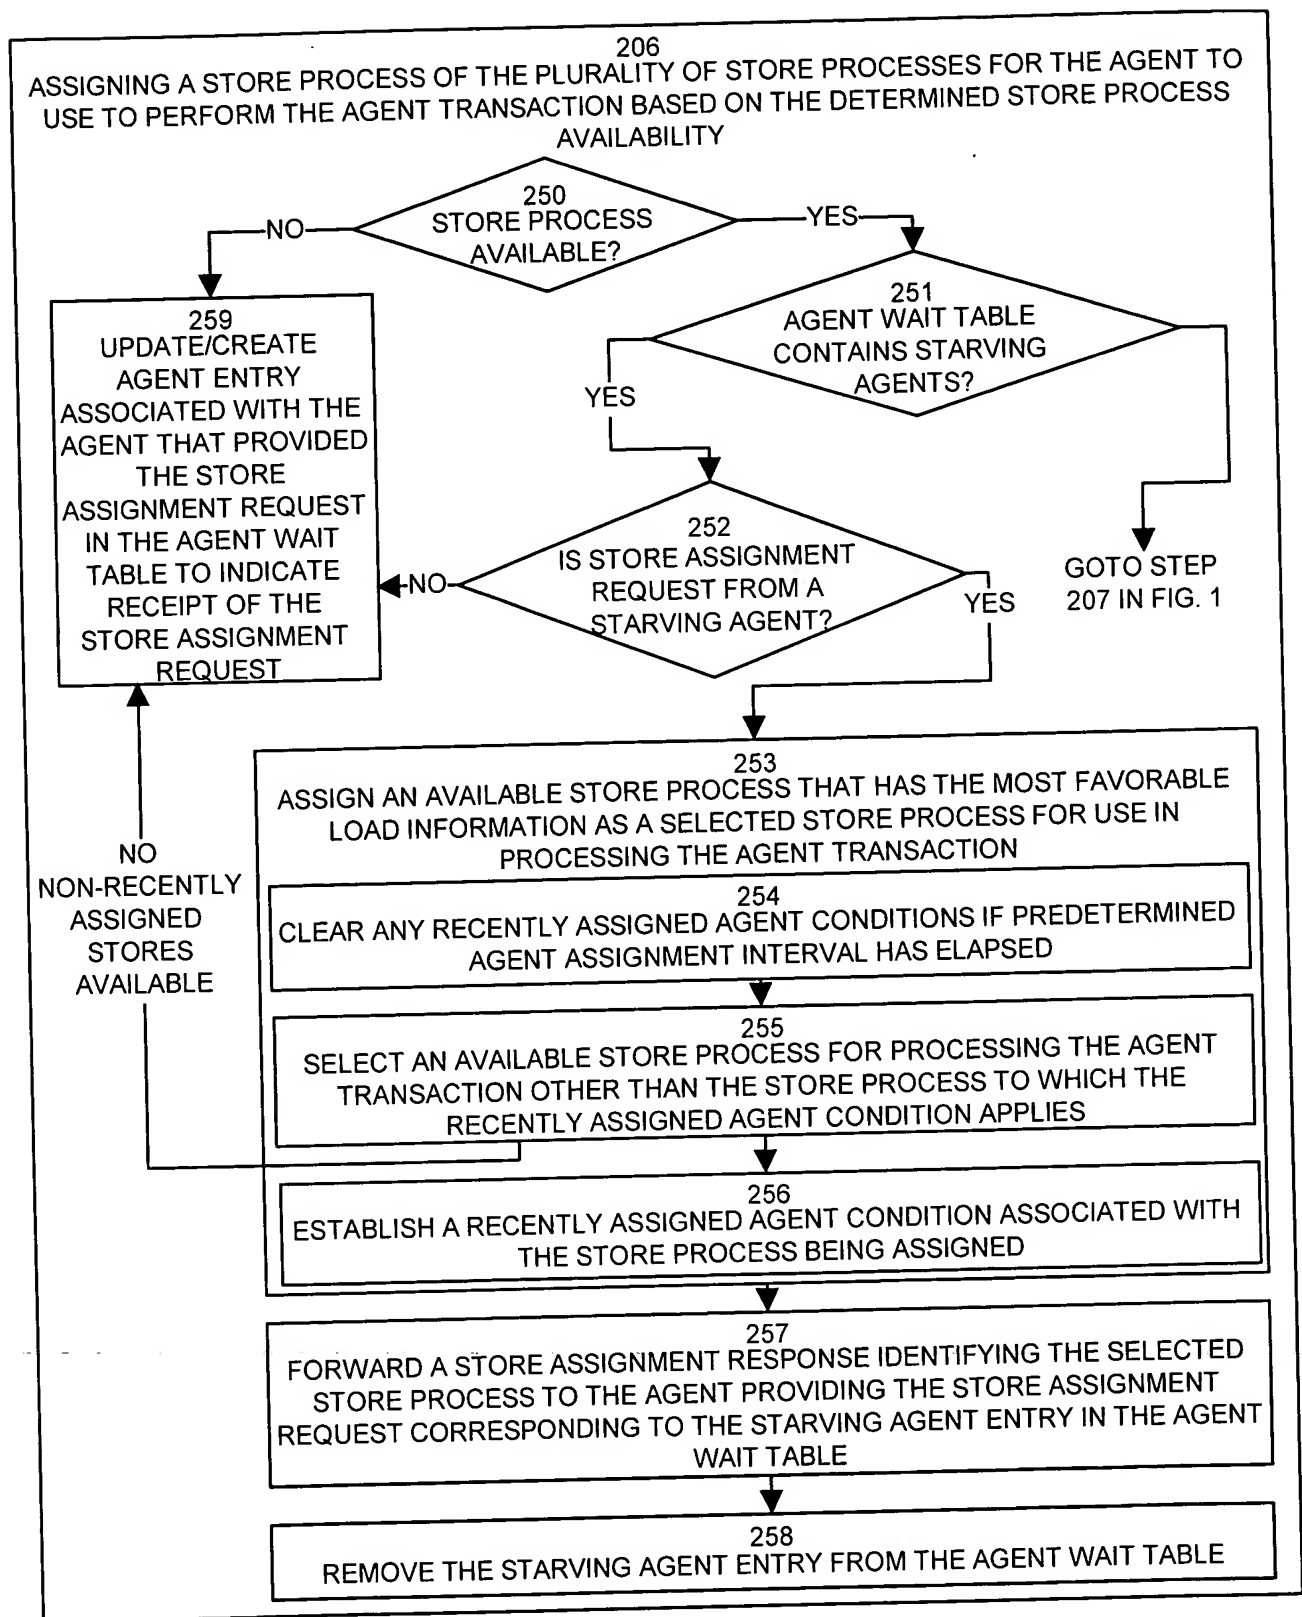 206
ASSIGNING A STORE PROCESS OF THE PLURALITY OF STORE PROCESSES FOR THE AGENT TO
USE TO PERFORM THE AGENT TRANSACTION BASED ON THE DETERMINED STORE PROCESS
AVAILABILITY
250
STORE PROCESS
AVAILABLE?
NO
YES
251
AGENT WAIT TABLE
CONTAINS STARVING
AGENTS?
YES
259
UPDATE/CREATE
AGENT ENTRY
ASSOCIATED WITH THE
AGENT THAT PROVIDED
THE STORE
ASSIGNMENT REQUEST
IN THE AGENT WAIT
TABLE TO INDICATE
RECEIPT OF THE
STORE ASSIGNMENT
REQUEST
252
IS STORE ASSIGNMENT
REQUEST FROM A
STARVING AGENT?
NO
YES
GOTO STEP
207 IN FIG. 1
253
ASSIGN AN AVAILABLE STORE PROCESS THAT HAS THE MOST FAVORABLE
LOAD INFORMATION AS A SELECTED STORE PROCESS FOR USE IN
PROCESSING THE AGENT TRANSACTION
NO
NON-RECENTLY
ASSIGNED
STORES
AVAILABLE
254
CLEAR ANY RECENTLY ASSIGNED AGENT CONDITIONS IF PREDETERMINED
AGENT ASSIGNMENT INTERVAL HAS ELAPSED
255
SELECT AN AVAILABLE STORE PROCESS FOR PROCESSING THE AGENT
TRANSACTION OTHER THAN THE STORE PROCESS TO WHICH THE
RECENTLY ASSIGNED AGENT CONDITION APPLIES
256
ESTABLISH A RECENTLY ASSIGNED AGENT CONDITION ASSOCIATED WITH
THE STORE PROCESS BEING ASSIGNED
257
FORWARD A STORE ASSIGNMENT RESPONSE IDENTIFYING THE SELECTED
STORE PROCESS TO THE AGENT PROVIDING THE STORE ASSIGNMENT
REQUEST CORRESPONDING TO THE STARVING AGENT ENTRY IN THE AGENT
WAIT TABLE
258
REMOVE THE STARVING AGENT ENTRY FROM THE AGENT WAIT TABLE